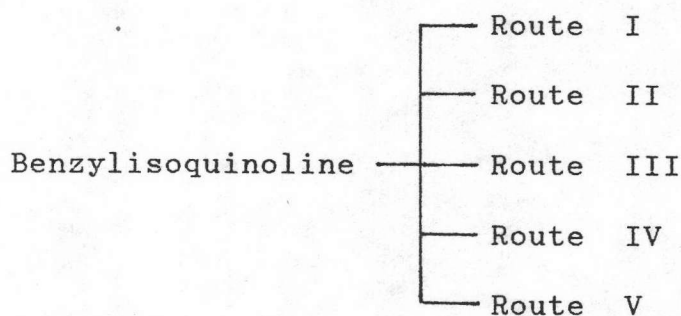 Route I
Route II
Benzylisoquinoline Route III
Route IV
Route V